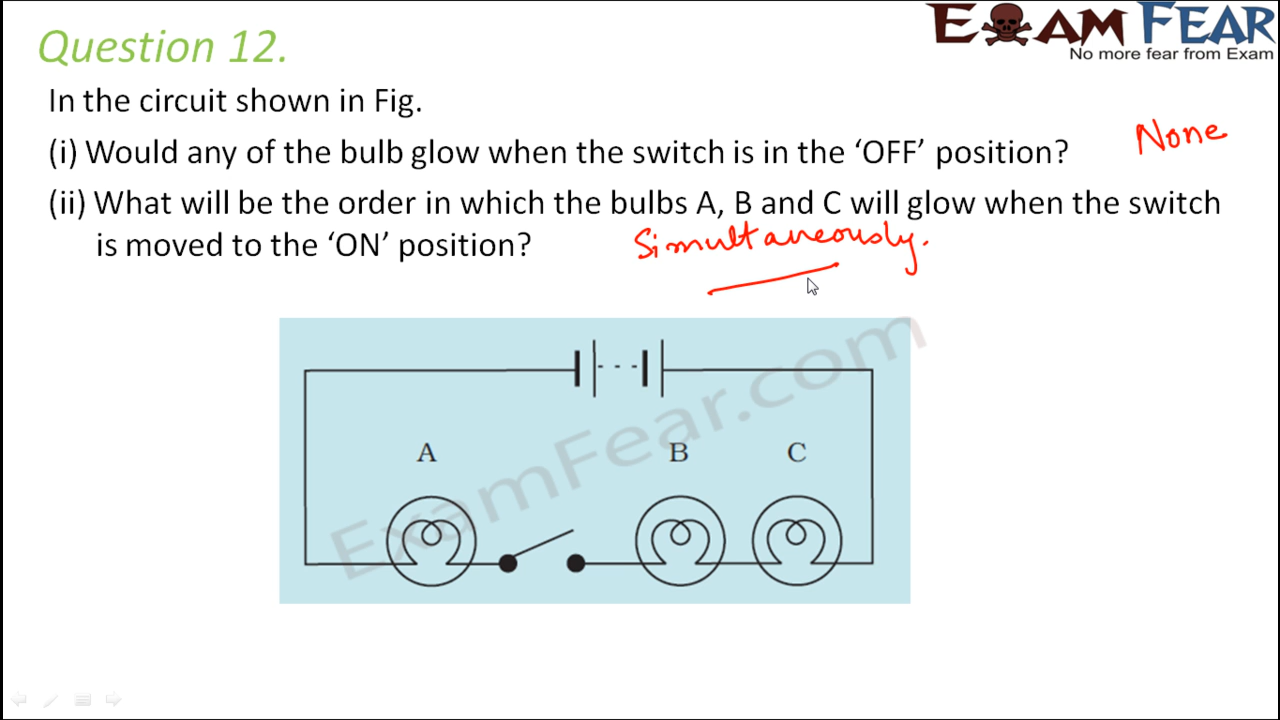 EXAM FEAR
No more fear from Exam
Question 12.
In the circuit shown in Fig.
(i) Would any of the bulb glow when the switch is in the ‘OFF’ position?
None
(ii) What will be the order in which the bulbs A, B and C will glow when the switch
is moved to the ‘ON’ position?
Simultaneously.
ExamFear.com
A B C